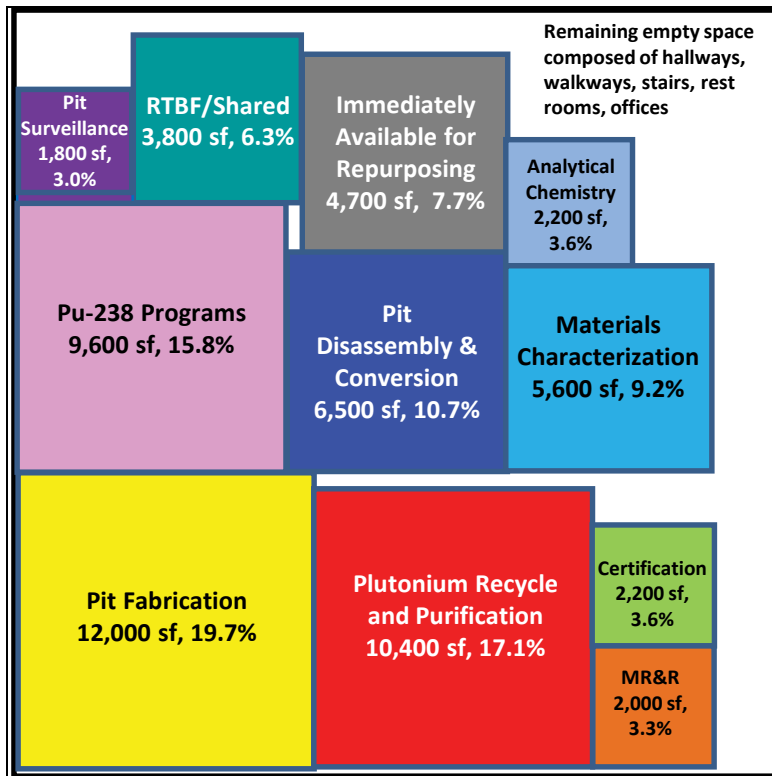 Remaining empty space
composed of hallways,
walkways, stairs, rest
rooms, offices
Pit
Surveillance
1,800 sf,
3.0%
RTBF/Shared
3,800 sf, 6.3%
Immediately
Available for
Repurposing
4,700 sf, 7.7%
Analytical
Chemistry
2,200 sf,
3.6%
Pu-238 Programs
9,600 sf, 15.8%
Pit
Disassembly &
Conversion
6,500 sf, 10.7%
Materials
Characterization
5,600 sf, 9.2%
Pit Fabrication
12,000 sf, 19.7%
Plutonium Recycle
and Purification
10,400 sf, 17.1%
Certification
2,200 sf,
3.6%
MR&R
2,000 sf,
3.3%